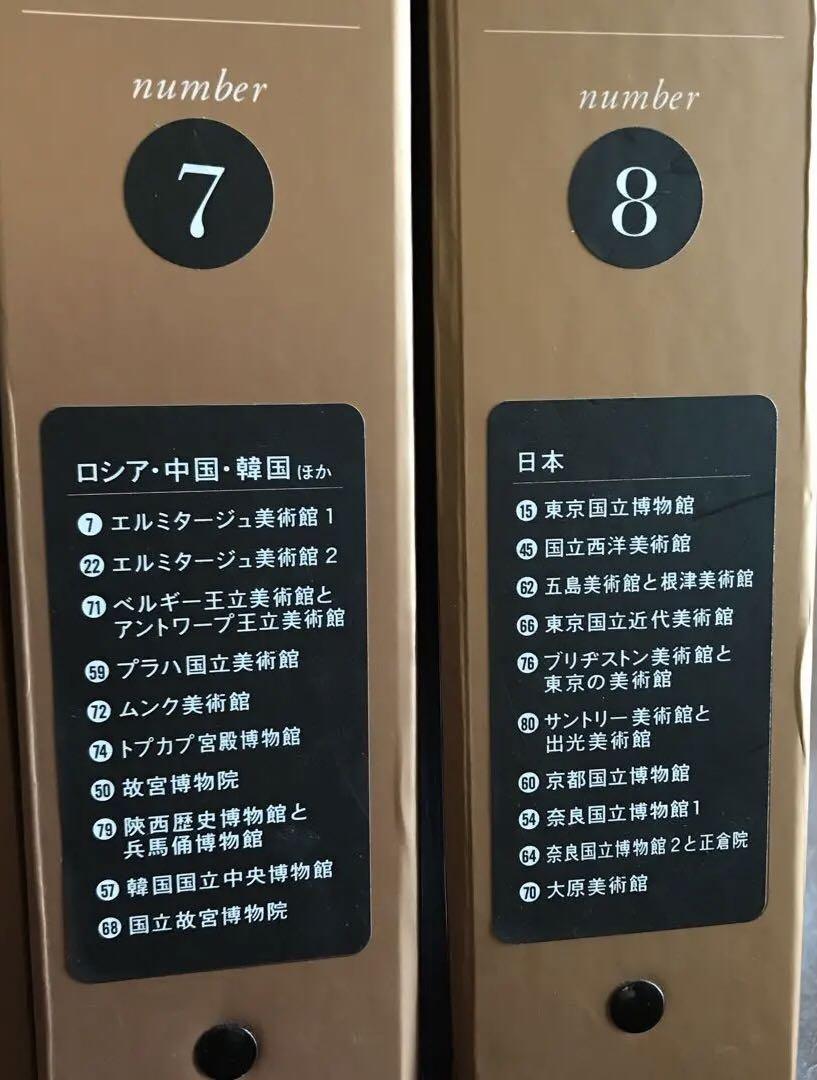 number
7
ロシア・中国・韓国 ほか
7 エルミタージュ美術館1
22 エルミタージュ美術館2
71 ベルギー王立美術館と
アントワープ王立美術館
59 プラハ国立美術館
72 ムンク美術館
74 トプカプ宮殿博物館
50 故宮博物院
79 陝西歴史博物館と
兵馬俑博物館
57 韓国国立中央博物館
68 国立故宮博物院
number
8
日本
15 東京国立博物館
45 国立西洋美術館
62 五島美術館と根津美術館
66 東京国立近代美術館
76 ブリヂストン美術館と
東京の美術館
80 サントリー美術館と
出光美術館
60 京都国立博物館
54 奈良国立博物館1
64 奈良国立博物館2と正倉院
70 大原美術館